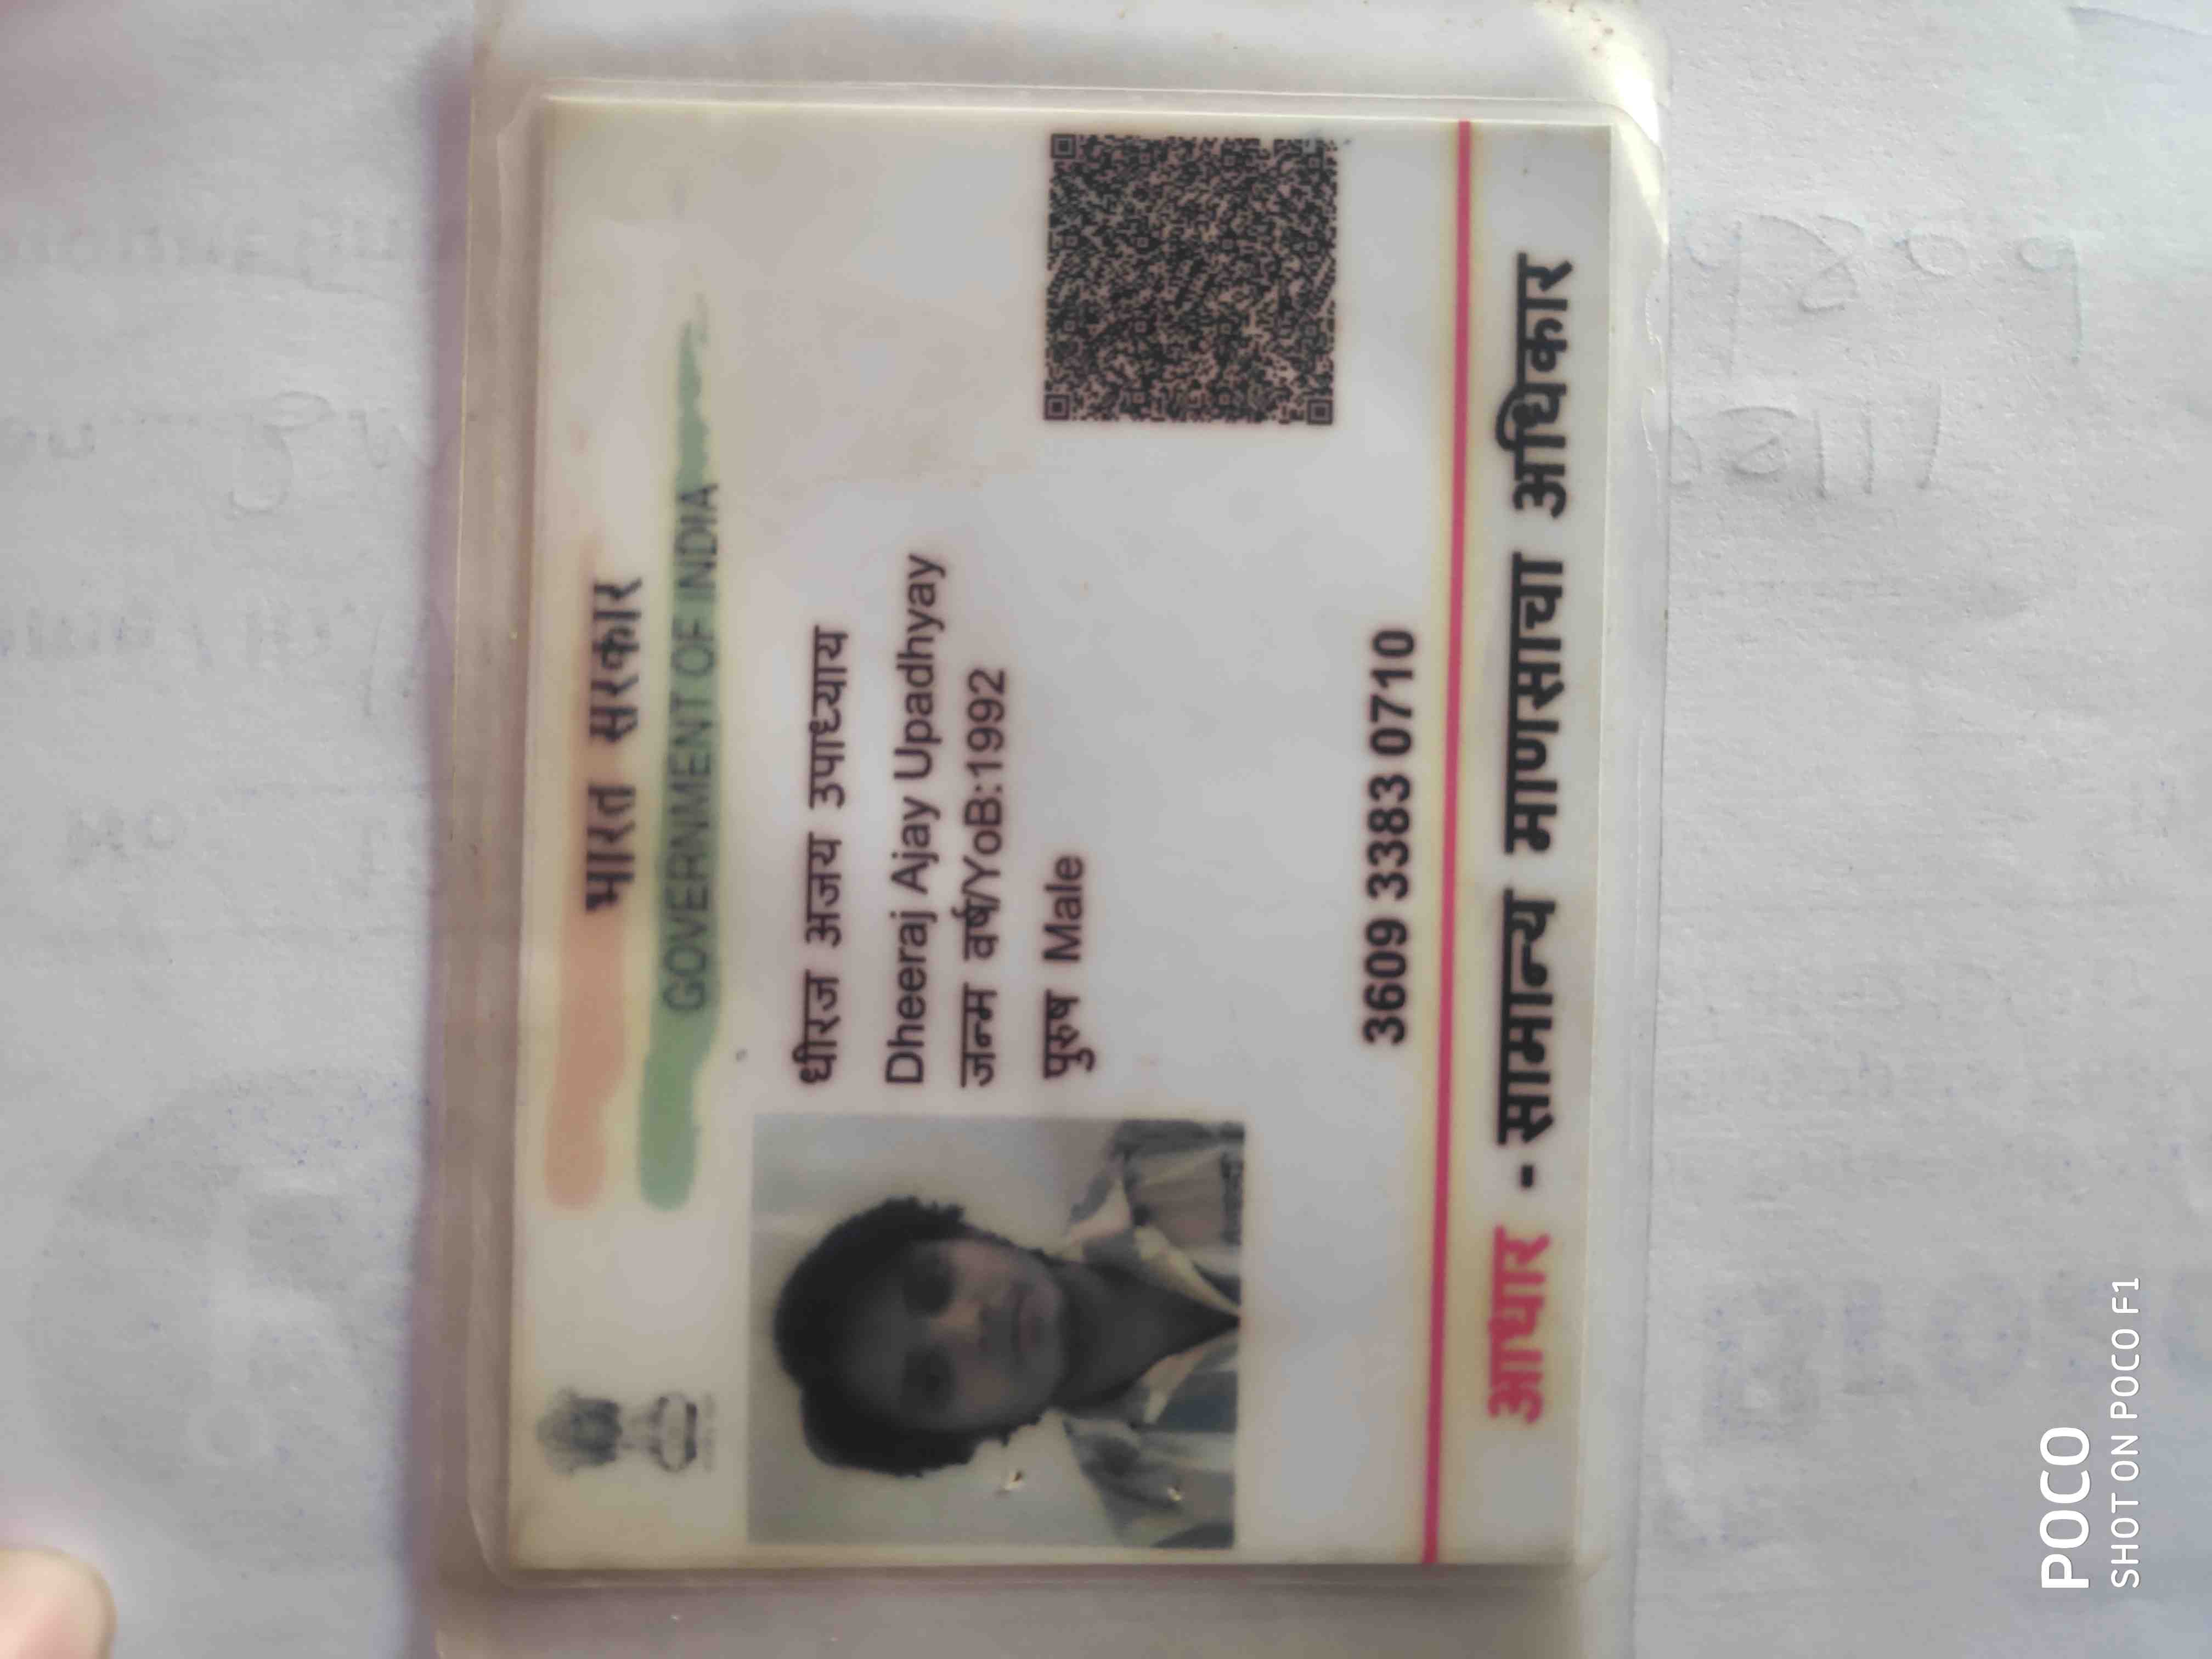 भारत सरकार
GOVERNMENT OF INDIA
धीरज अजय उपाध्याय
Dheeraj Ajay Upadhyay
जन्म वर्ष/YoB:1992
पुरुष Male
3609 3383 0710
आधार - सामान्य माणसाचा अधिकार
POCO
SHOT ON POCO F1